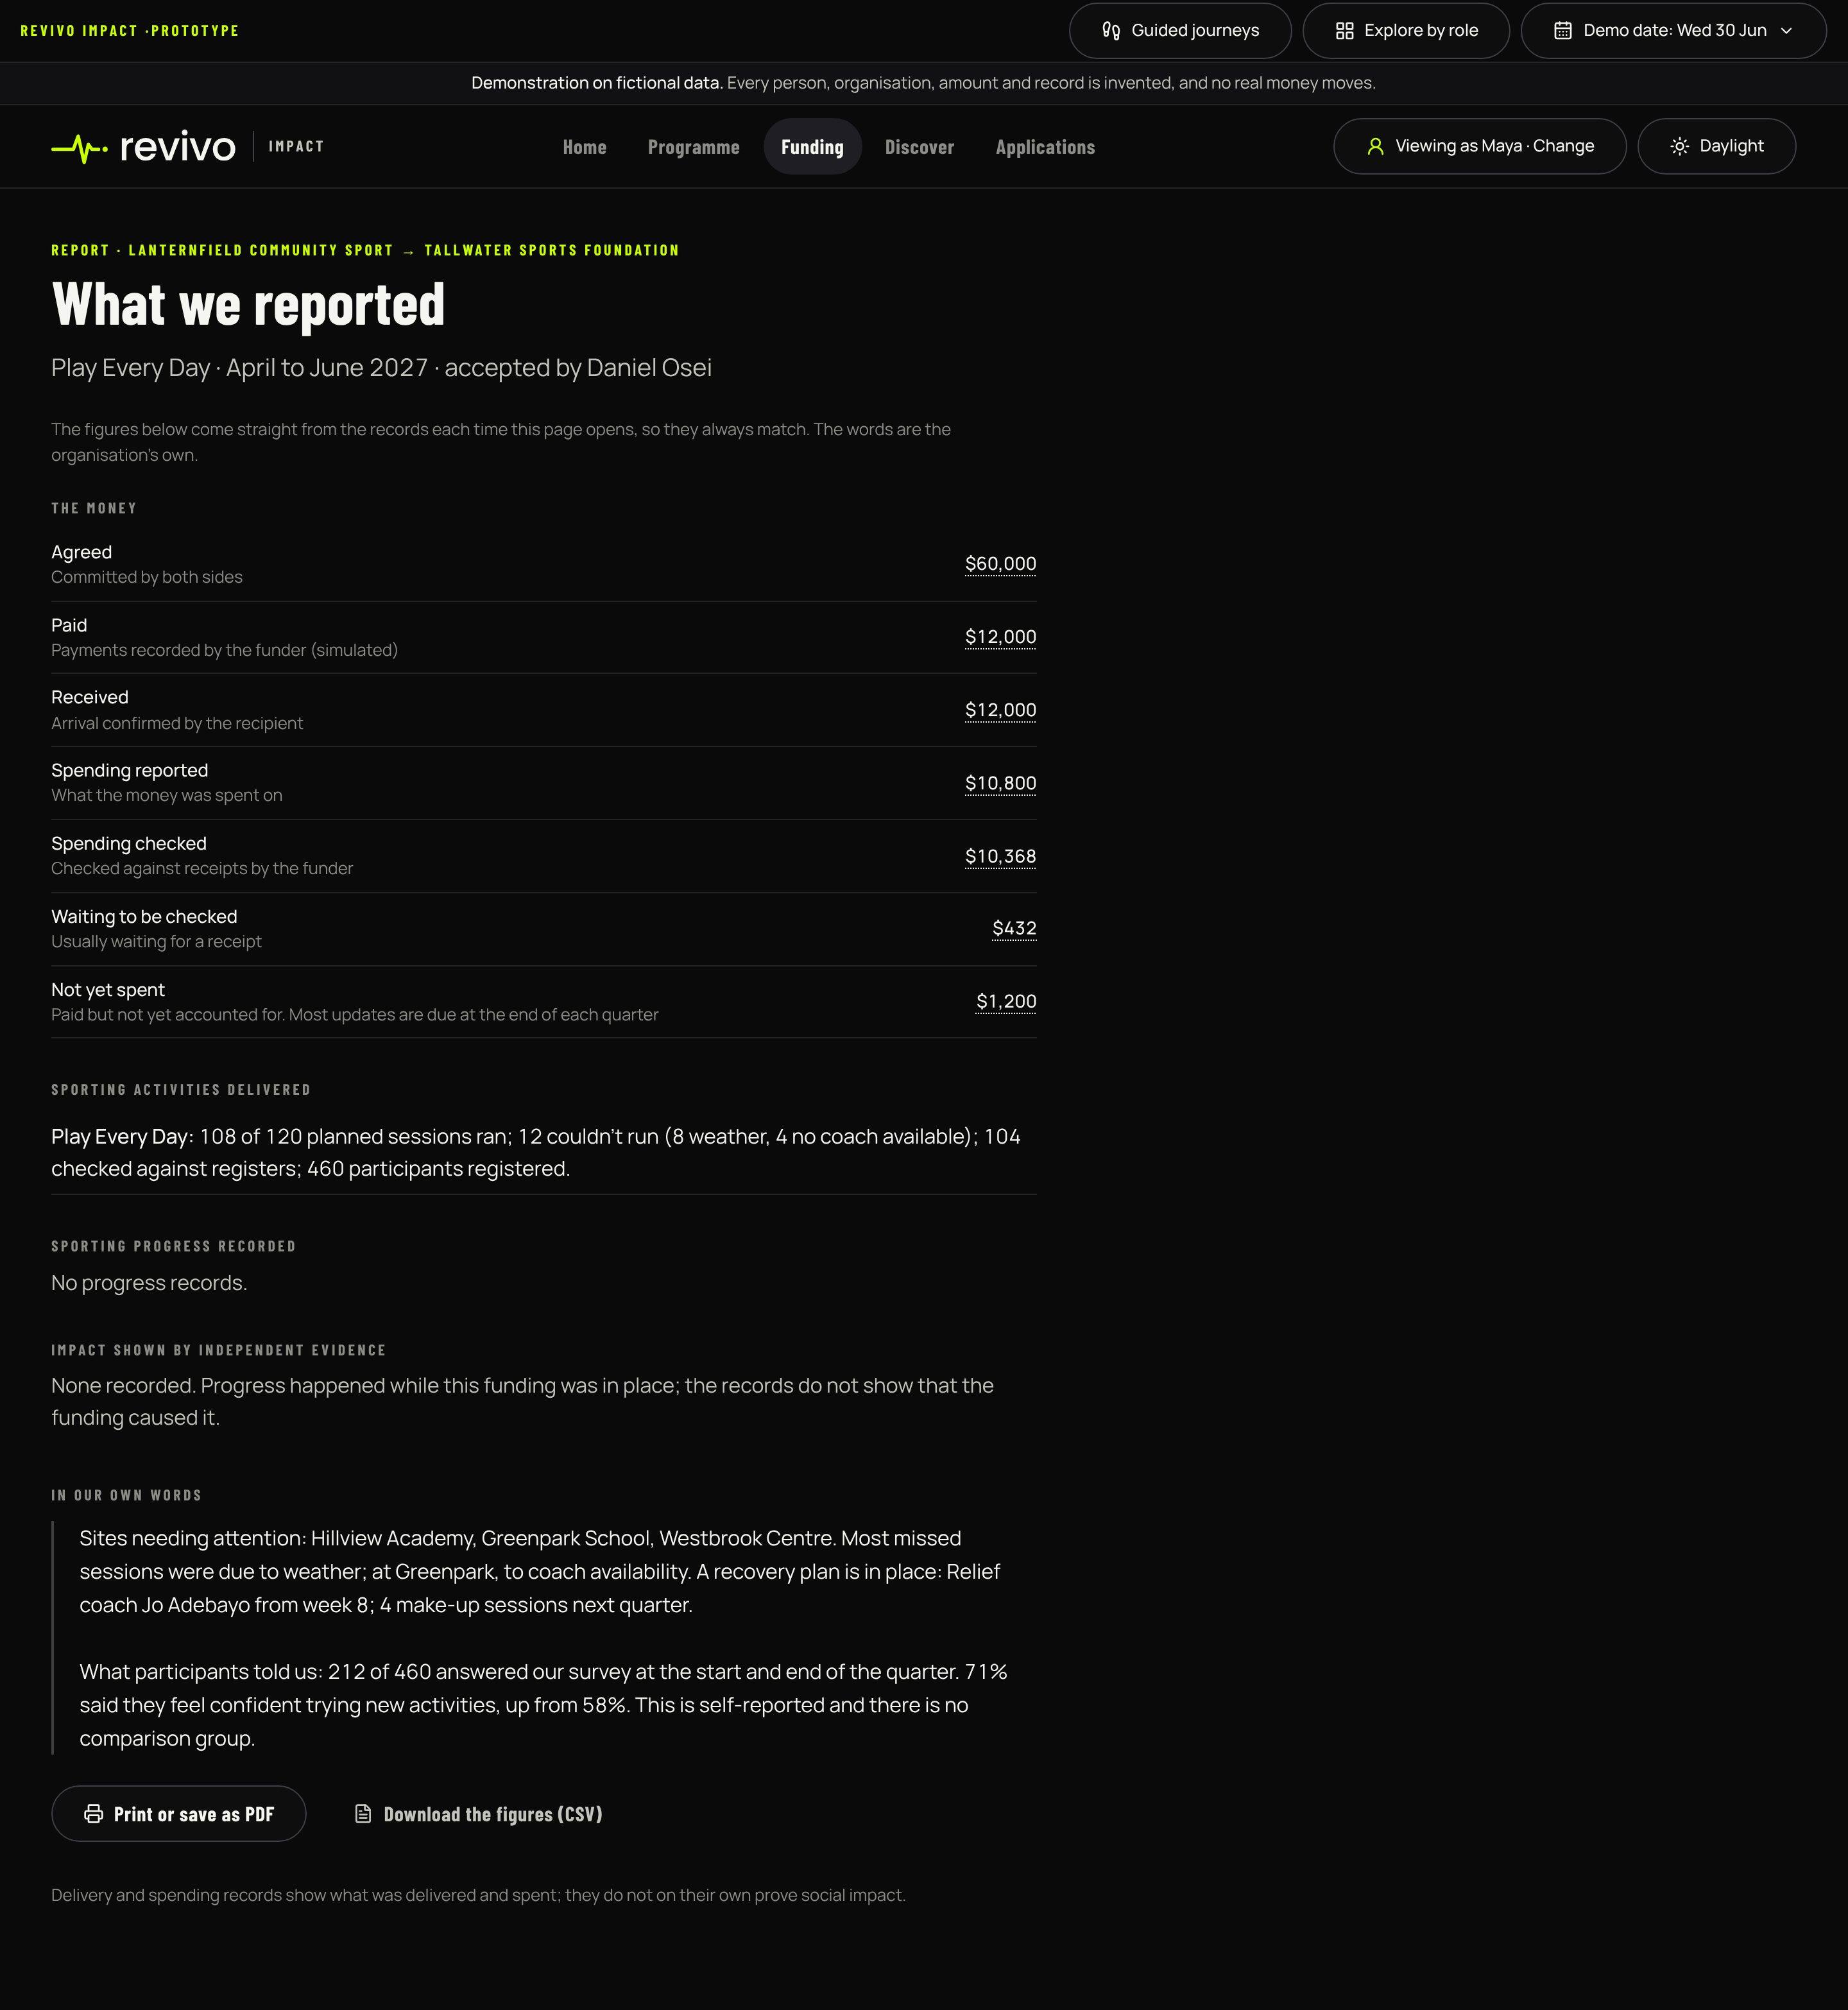 REVIVO IMPACT · PROTOTYPE
Guided journeys
Explore by role
Demo date: Wed 30 Jun
Demonstration on fictional data. Every person, organisation, amount and record is invented, and no real money moves.
revivo
IMPACT
Home
Programme
Funding
Discover
Applications
Viewing as Maya · Change
Daylight
REPORT · LANTERNFIELD COMMUNITY SPORT → TALLWATER SPORTS FOUNDATION
What we reported
Play Every Day · April to June 2027 · accepted by Daniel Osei
The figures below come straight from the records each time this page opens, so they always match. The words are the
organisation's own.
THE MONEY
Agreed
Committed by both sides
$60,000
Paid
Payments recorded by the funder (simulated)
$12,000
Received
Arrival confirmed by the recipient
$12,000
Spending reported
What the money was spent on
$10,800
Spending checked
Checked against receipts by the funder
$10,368
Waiting to be checked
Usually waiting for a receipt
$432
Not yet spent
Paid but not yet accounted for. Most updates are due at the end of each quarter
$1,200
SPORTING ACTIVITIES DELIVERED
Play Every Day: 108 of 120 planned sessions ran; 12 couldn't run (8 weather, 4 no coach available); 104
checked against registers; 460 participants registered.
SPORTING PROGRESS RECORDED
No progress records.
IMPACT SHOWN BY INDEPENDENT EVIDENCE
None recorded. Progress happened while this funding was in place; the records do not show that the
funding caused it.
IN OUR OWN WORDS
Sites needing attention: Hillview Academy, Greenpark School, Westbrook Centre. Most missed
sessions were due to weather; at Greenpark, to coach availability. A recovery plan is in place: Relief
coach Jo Adebayo from week 8; 4 make-up sessions next quarter.
What participants told us: 212 of 460 answered our survey at the start and end of the quarter. 71%
said they feel confident trying new activities, up from 58%. This is self-reported and there is no
comparison group.
Print or save as PDF
Download the figures (CSV)
Delivery and spending records show what was delivered and spent; they do not on their own prove social impact.